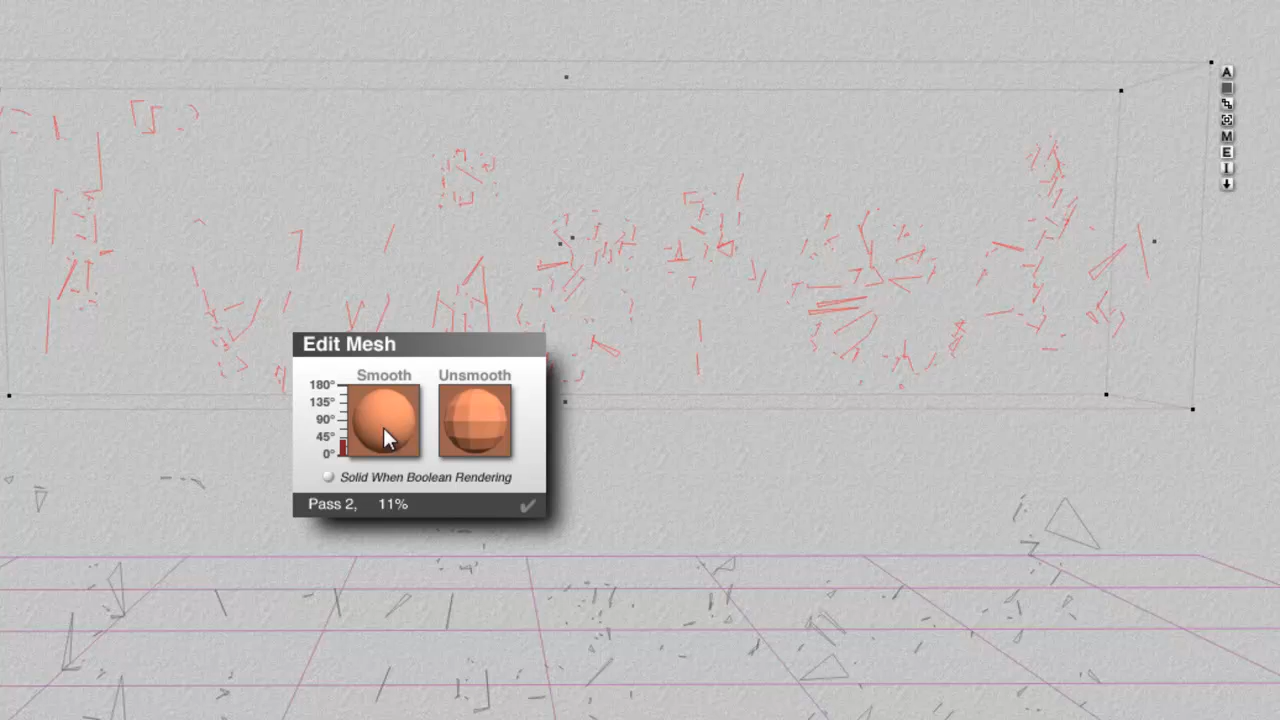 A
M
E
I
Edit Mesh
Smooth Unsmooth
180°
135°
90°
45°
0°
Solid When Boolean Rendering
Pass 2, 11%